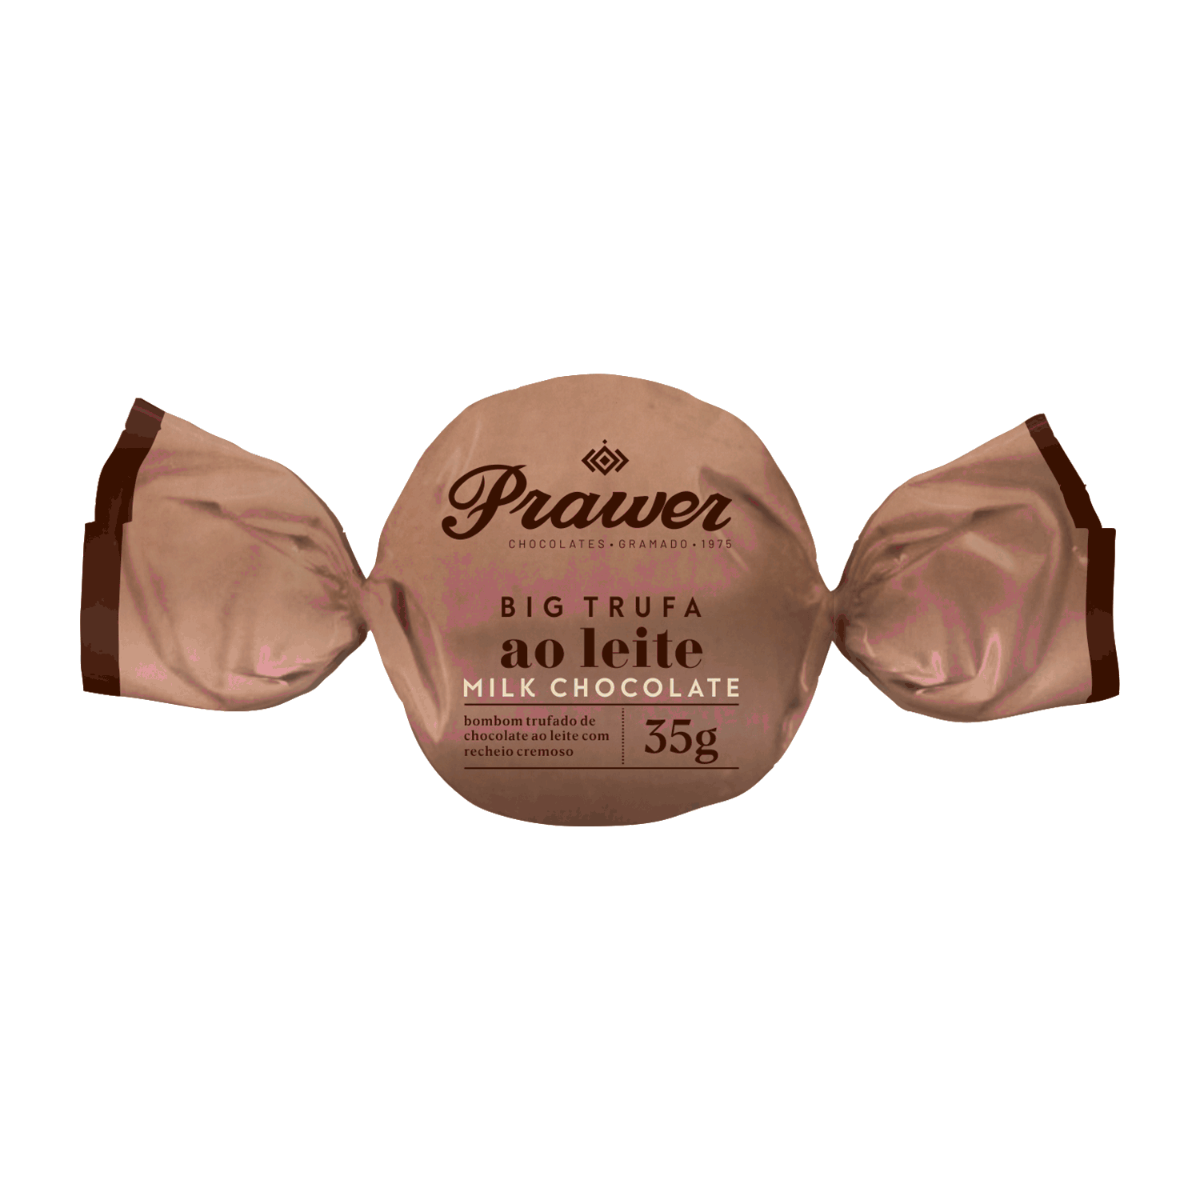 Prawer
CHOCOLATES • GRAMADO • 1975
BIG TRUFA
ao leite
MILK CHOCOLATE
bombom trufado de
chocolate ao leite com
recheio cremoso
35g